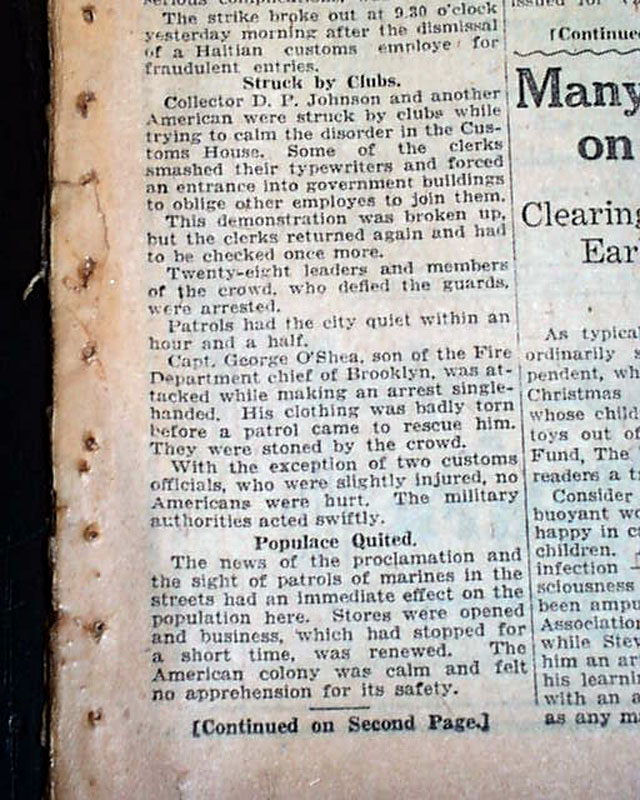 The strike broke out at 9.30 o'clock
yesterday morning after the dismissal
of a Haitian customs employe for
fraudulent entries.
Struck by Clubs.
Collector D. P. Johnson and another
American were struck by clubs while
trying to calm the disorder in the Cus-
toms House. Some of the clerks
smashed their typewriters and forced
an entrance into government buildings
to oblige other employes to join them.
This demonstration was broken up,
but the clerks returned again and had
to be checked once more.
Twenty-eight leaders and members
of the crowd, who defied the guards,
were arrested.
Patrols had the city quiet within an
hour and a half.
Capt. George O'Shea, son of the Fire
Department chief of Brooklyn, was at-
tacked while making an arrest single-
handed. His clothing was badly torn
before a patrol came to rescue him.
They were stoned by the crowd.
With the exception of two customs
officials, who were slightly injured, no
Americans were hurt. The military
authorities acted swiftly.
Populace Quited.
The news of the proclamation and
the sight of patrols of marines in the
streets had an immediate effect on the
population here. Stores were opened
and business, which had stopped for
a short time, was renewed. The
American colony was calm and felt
no apprehension for its safety.
[Continued on Second Page.]
[Continue
Many
on
Clearing
Ear
As typical
ordinarily
pendent, wh
Christmas
whose child
toys out of
Fund, The
readers a
Consider
buoyant
happy in
children.
infection
sciousness
been ampu
Association
while Stev
him an ar
his learnin
with an a
as any